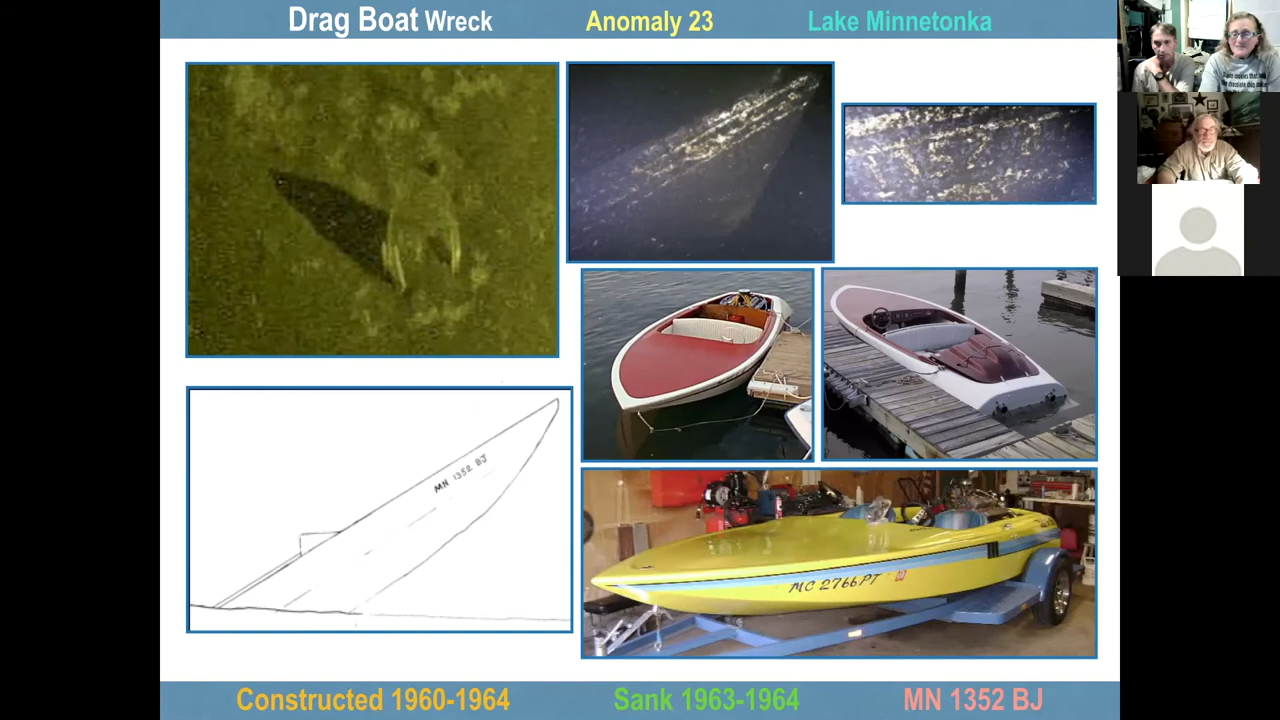 Drag Boat Wreck
Anomaly 23
Lake Minnetonka
MN 1352 BJ
MC 2766 PT
Constructed 1960-1964
Sank 1963-1964
MN 1352 BJ